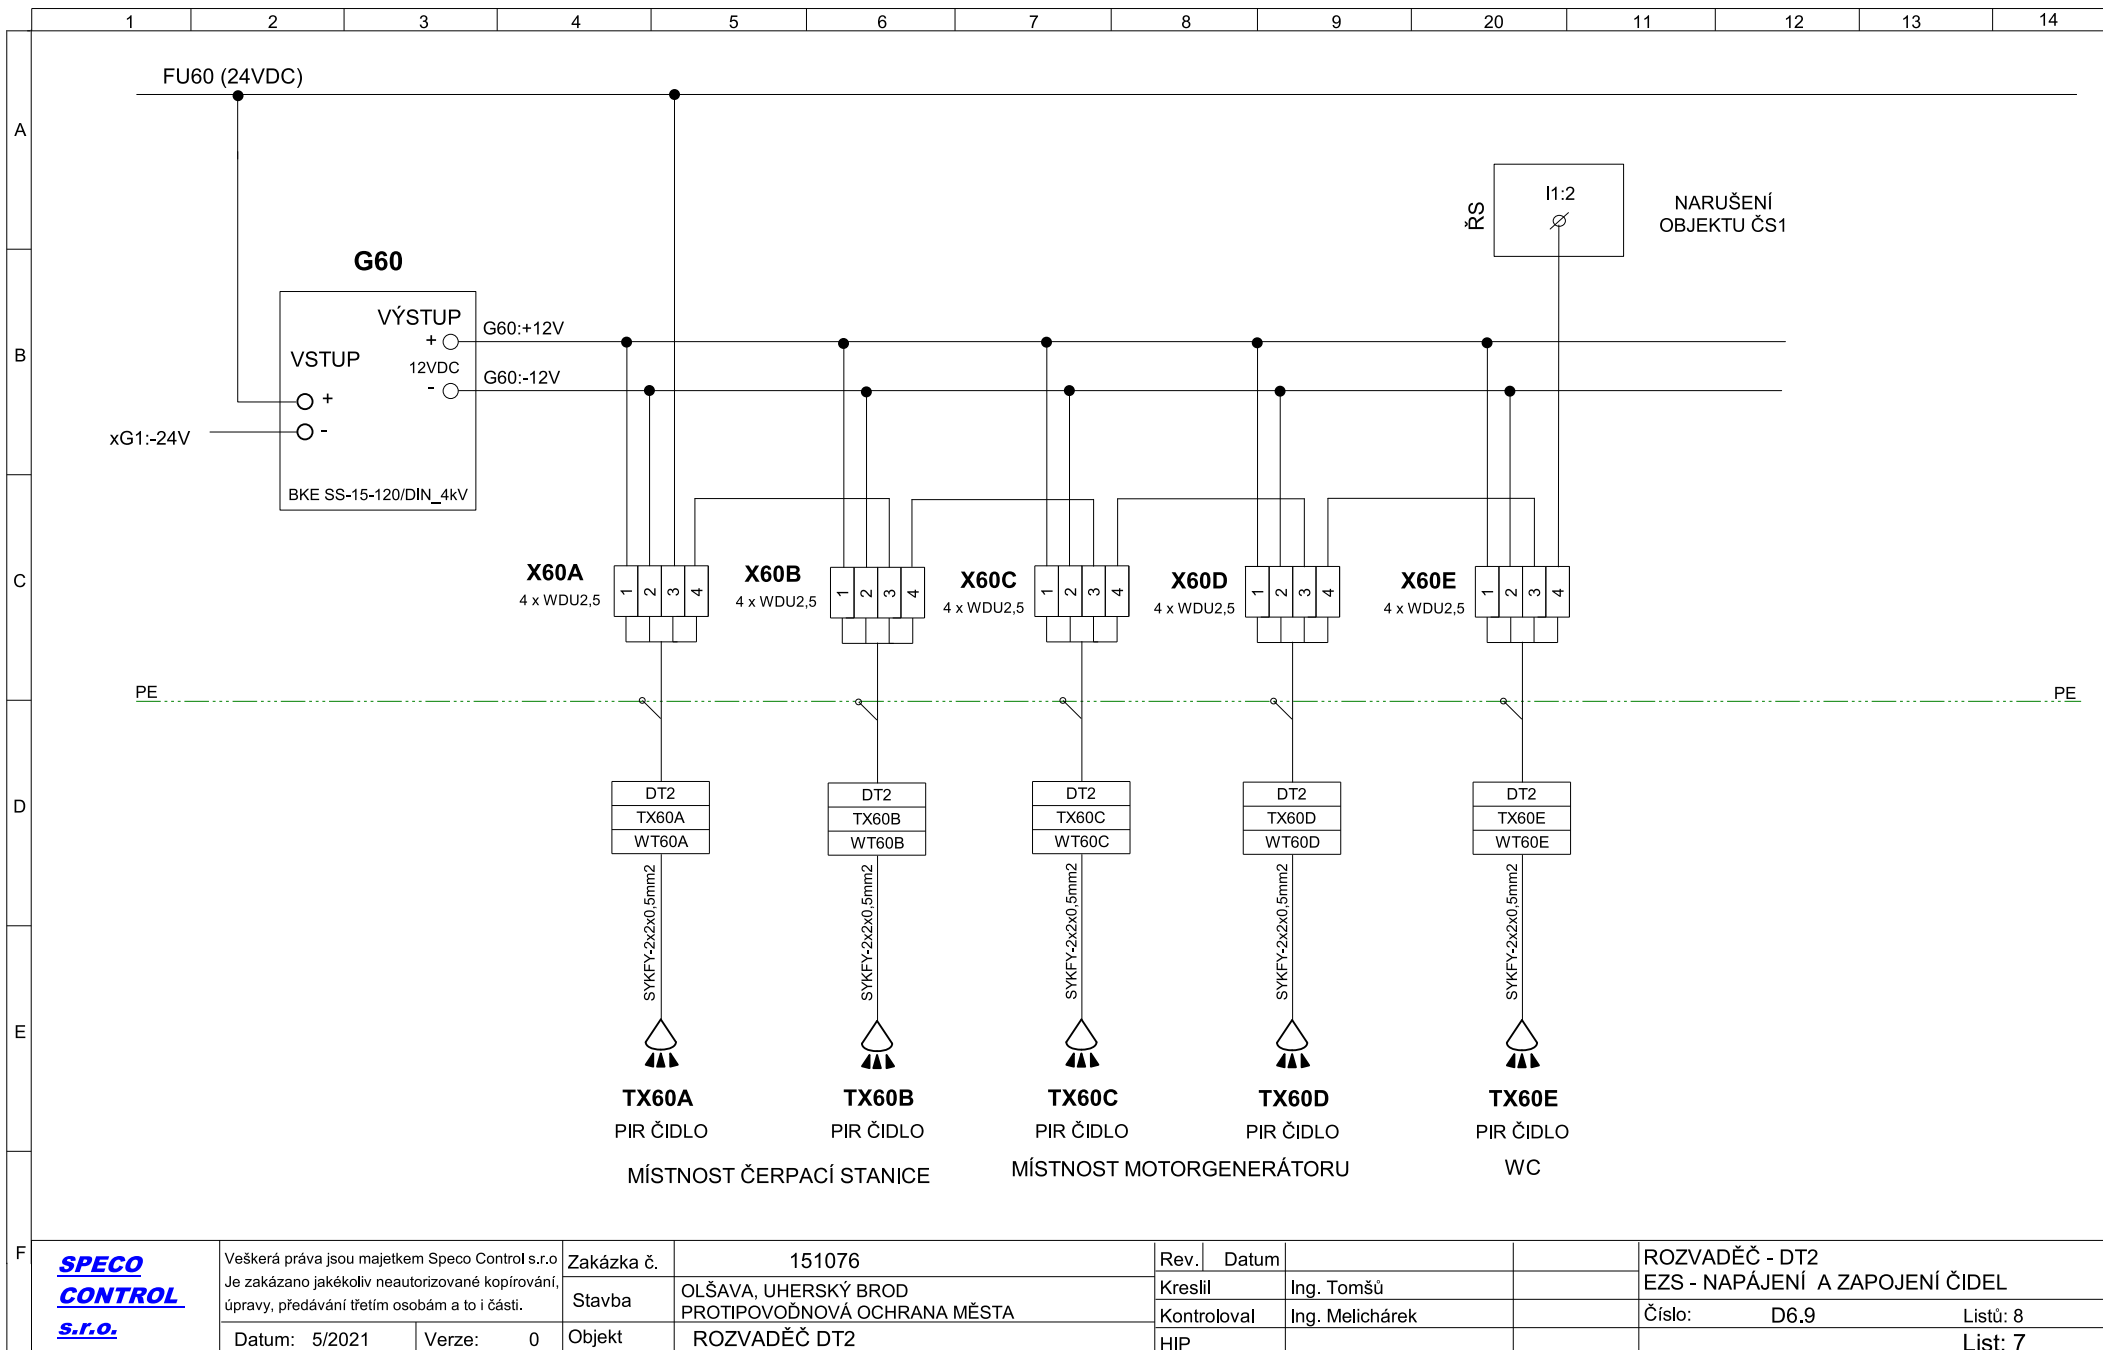 1 2 3 4 5 6 7 8 9 20 11 12 13 14
FU60 (24VDC)
A
I1:2
ŘS
NARUŠENÍ
OBJEKTU ČS1
G60
VÝSTUP
+
G60:+12V
B
VSTUP
12VDC
-
G60:-12V
+
-
xG1:-24V
BKE SS-15-120/DIN_4kV
C
X60A
4 x WDU2,5
1 2 3 4
X60B
4 x WDU2,5
1 2 3 4
X60C
4 x WDU2,5
1 2 3 4
X60D
4 x WDU2,5
1 2 3 4
X60E
4 x WDU2,5
1 2 3 4
PE
PE
D
DT2
TX60A
WT60A
DT2
TX60B
WT60B
DT2
TX60C
WT60C
DT2
TX60D
WT60D
DT2
TX60E
WT60E
SYKFY-2x2x0,5mm2
SYKFY-2x2x0,5mm2
SYKFY-2x2x0,5mm2
SYKFY-2x2x0,5mm2
SYKFY-2x2x0,5mm2
E
TX60A
PIR ČIDLO
TX60B
PIR ČIDLO
TX60C
PIR ČIDLO
TX60D
PIR ČIDLO
TX60E
PIR ČIDLO
MÍSTNOST ČERPACÍ STANICE
MÍSTNOST MOTORGENERÁTORU
WC
F
SPECO
CONTROL
s.r.o.
Veškerá práva jsou majetkem Speco Control s.r.o
Je zakázáno jakékoliv neautorizované kopírování,
úpravy, předávání třetím osobám a to i části.
Datum: 5/2021
Verze: 0
Zakázka č. 151076
Stavba
OLŠAVA, UHERSKÝ BROD
PROTIPOVODŇOVÁ OCHRANA MĚSTA
Objekt ROZVADĚČ DT2
Rev. Datum
Kreslil Ing. Tomšů
Kontroloval Ing. Melichárek
HIP
ROZVADĚČ - DT2
EZS - NAPÁJENÍ A ZAPOJENÍ ČIDEL
Číslo: D6.9 Listů: 8
List: 7